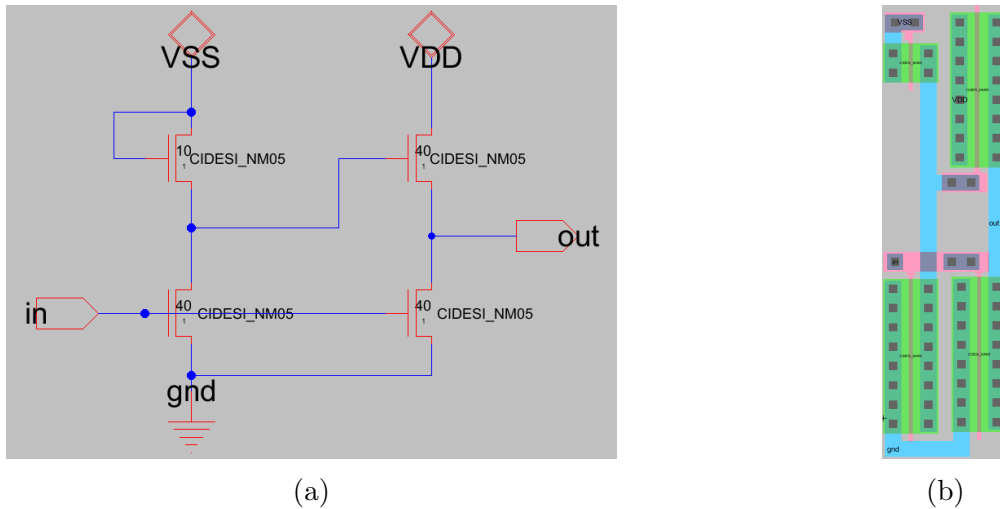 VSS
VDD
10
1
CIDESI_NM05
40
1
CIDESI_NM05
out
in
40
1
CIDESI_NM05
40
1
CIDESI_NM05
gnd
(a)
VSS
VDD
out
in
gnd
(b)